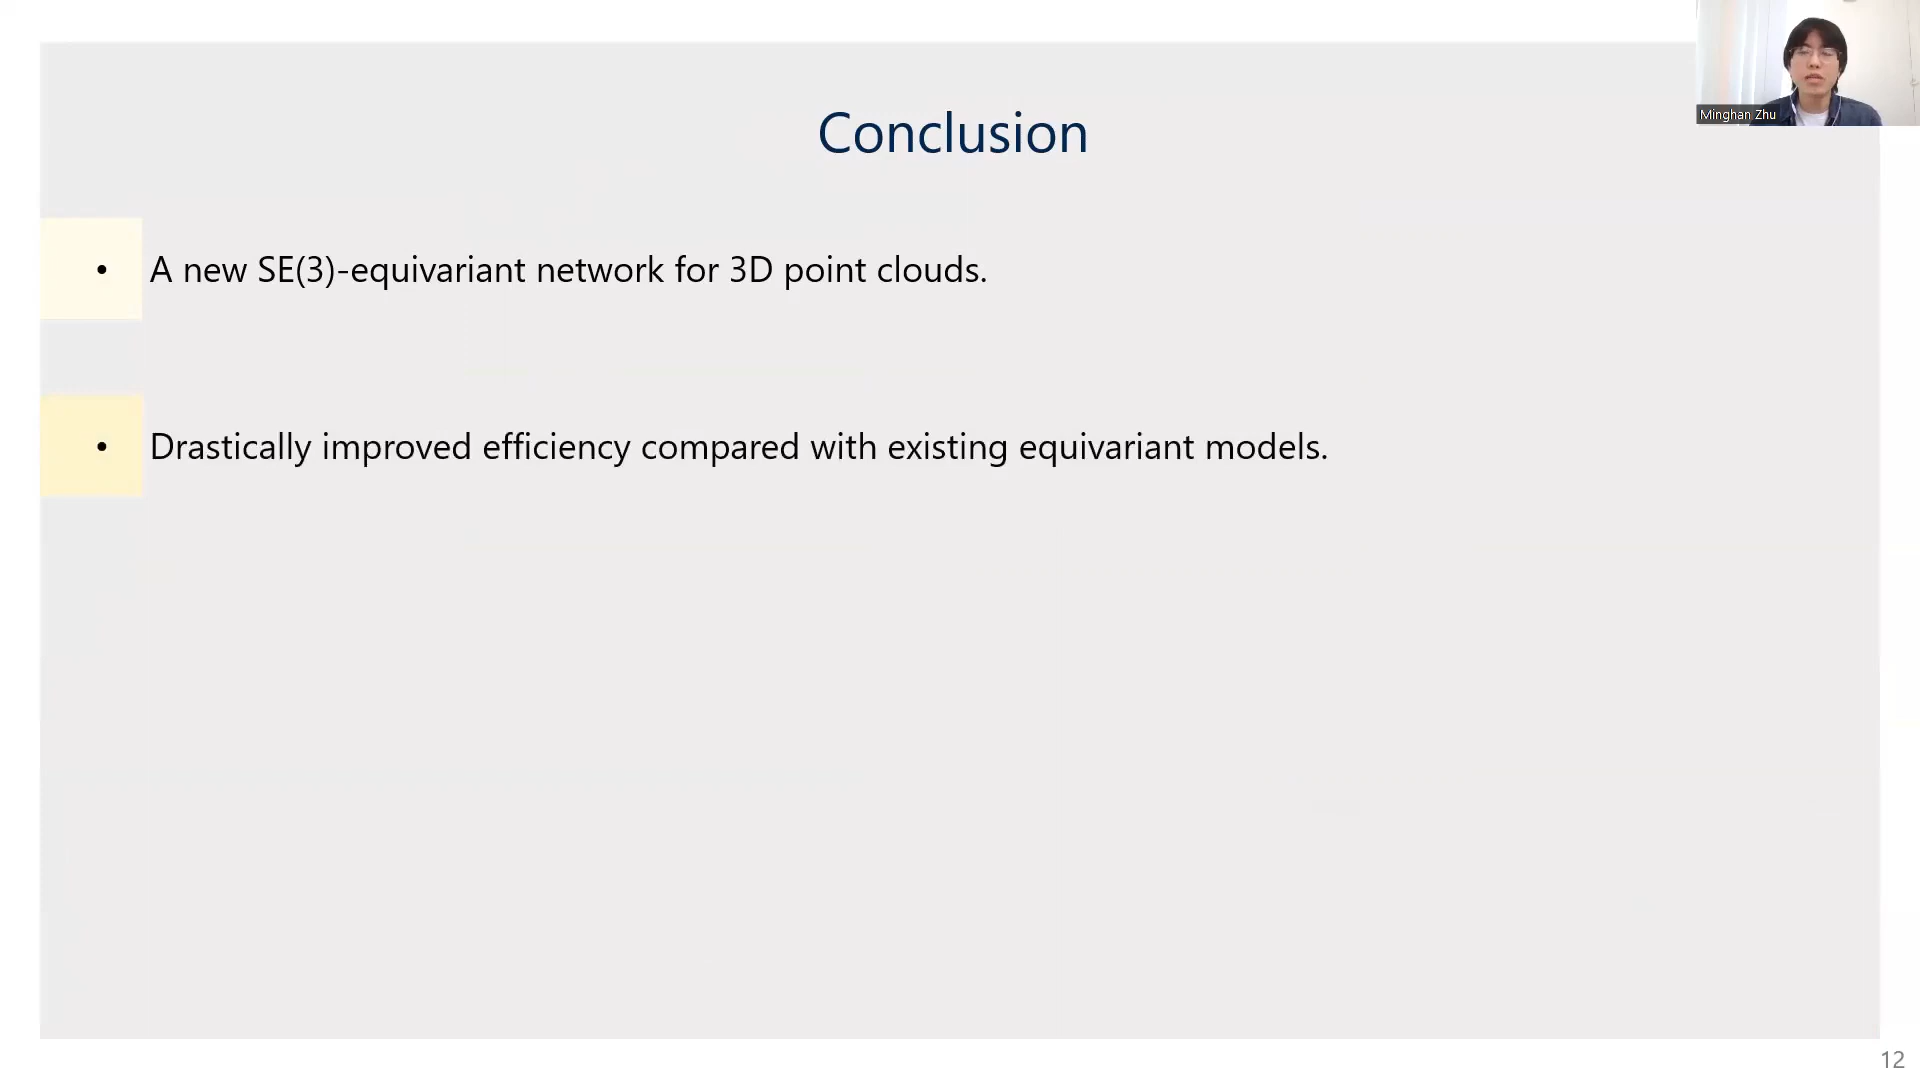 Minghan Zhu
Conclusion
• A new SE(3)-equivariant network for 3D point clouds.
• Drastically improved efficiency compared with existing equivariant models.
12